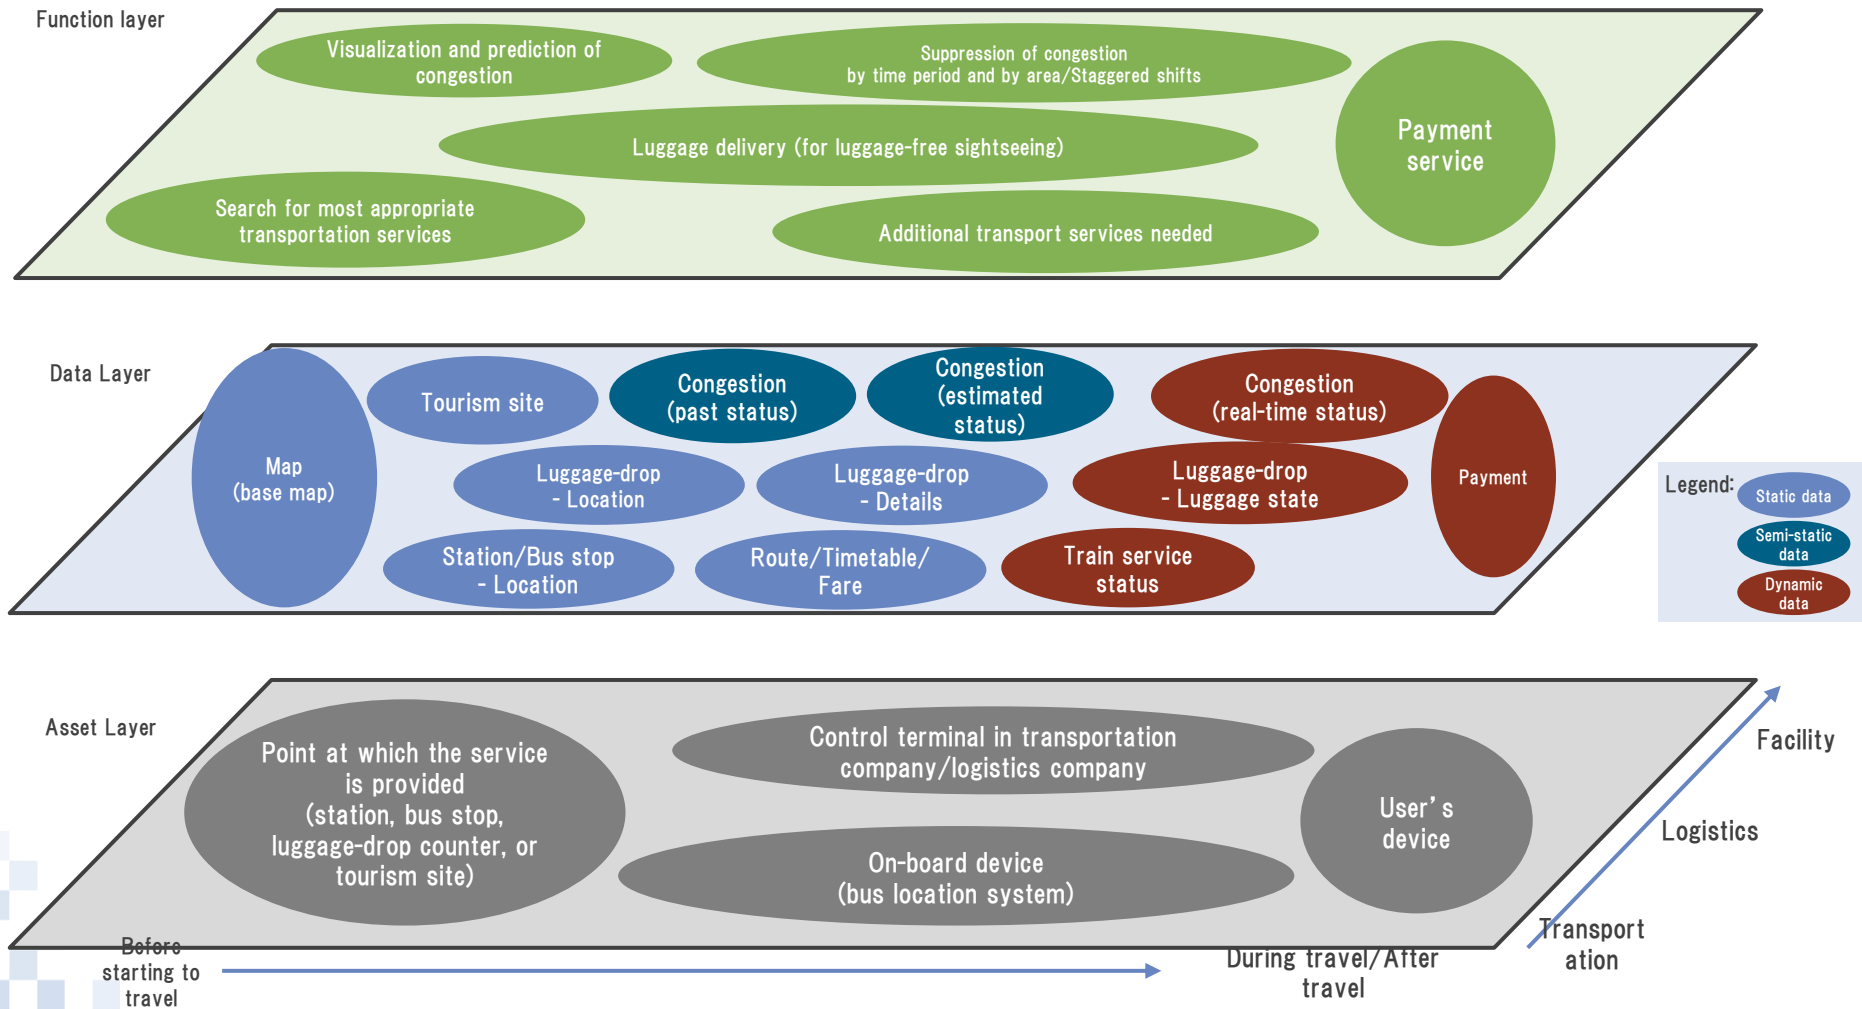 Function layer
Visualization and prediction of
congestion
Suppression of congestion
by time period and by area/Staggered shifts
Payment
service
Luggage delivery (for luggage-free sightseeing)
Search for most appropriate
transportation services
Additional transport services needed
Data Layer
Map
(base map)
Tourism site
Congestion
(past status)
Congestion
(estimated
status)
Congestion
(real-time status)
Luggage-drop
- Location
Luggage-drop
- Details
Luggage-drop
- Luggage state
Payment
Station/Bus stop
- Location
Route/Timetable/
Fare
Train service
status
Legend:
Static data
Semi-static
data
Dynamic
data
Asset Layer
Point at which the service
is provided
(station, bus stop,
luggage-drop counter, or
tourism site)
Control terminal in transportation
company/logistics company
On-board device
(bus location system)
User’s
device
Facility
Logistics
Transport
ation
Before
starting to
travel
During travel/After
travel